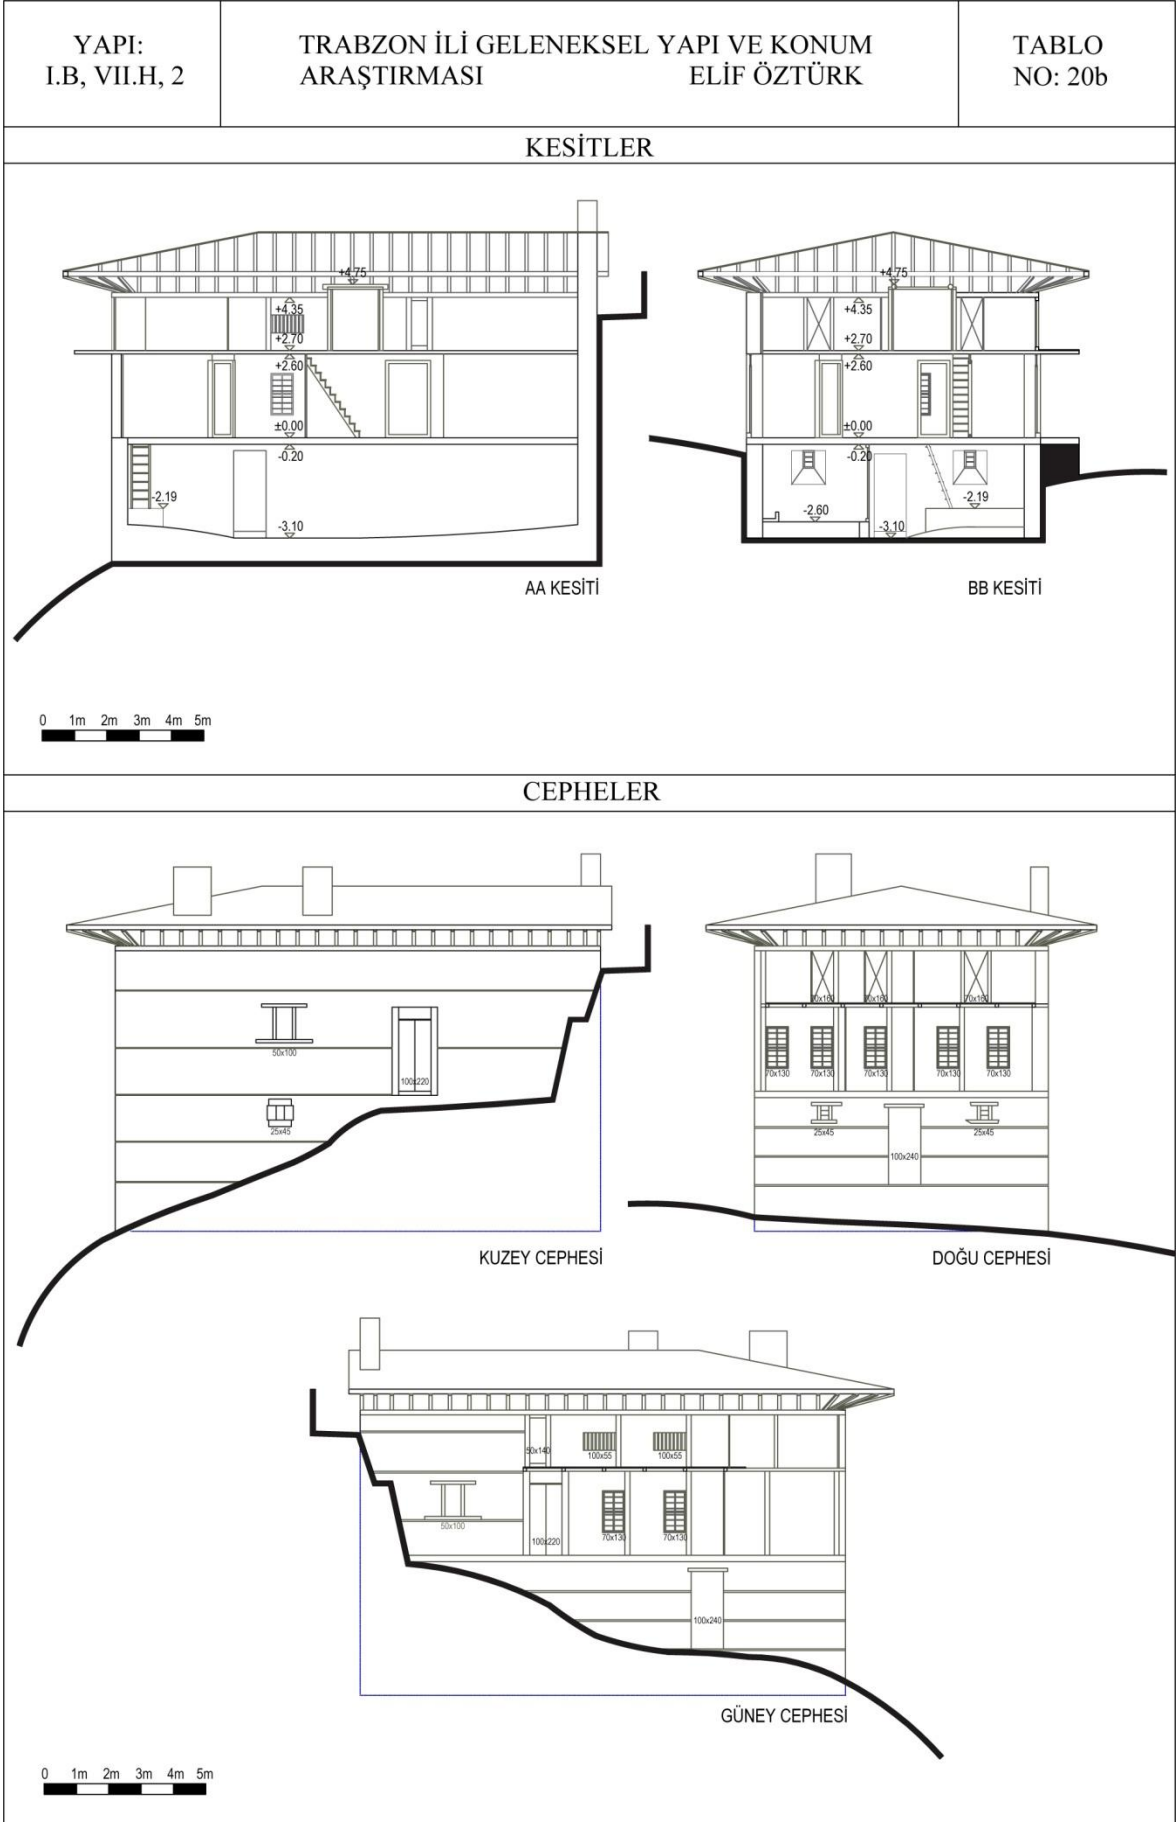 YAPI:
I.B, VII.H, 2
TRABZON İLİ GELENEKSEL YAPI VE KONUM
ARAŞTIRMASI ELİF ÖZTÜRK
TABLO
NO: 20b
KESİTLER
+4.75
+4.35
+2.70
+2.60
±0.00
-0.20
-2.19
-3.10
AA KESİTİ
+4.75
+4.35
+2.70
+2.60
±0.00
-0.20
-2.60
-2.19
-3.10
BB KESİTİ
0 1m 2m 3m 4m 5m
CEPHELER
50x100
100x220
25x45
KUZEY CEPHESİ
70x160 70x160 70x160
70x130 70x130 70x130 70x130 70x130
25x45 25x45
100x240
DOĞU CEPHESİ
50x140
100x55 100x55
50x100
100x220
70x130 70x130
100x240
GÜNEY CEPHESİ
0 1m 2m 3m 4m 5m